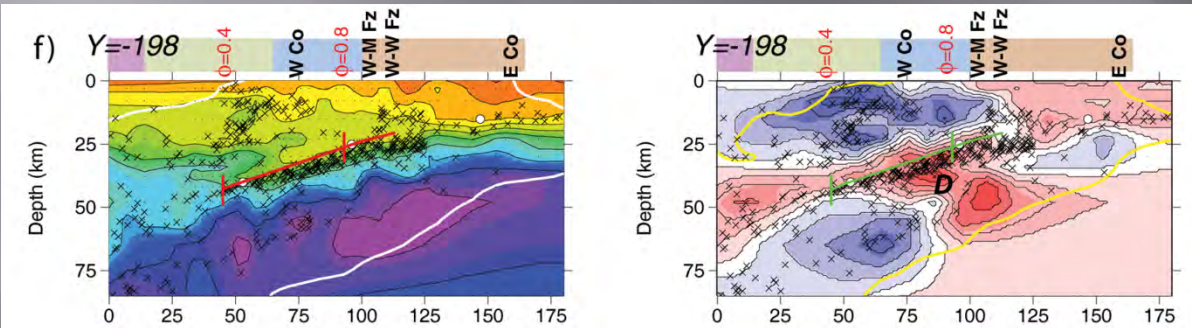 f) Y=-198 ϕ=0.4 W Co ϕ=0.8 W-M Fz W-W Fz E Co
0
25
50
75
Depth (km)
0 25 50 75 100 125 150 175
Y=-198 ϕ=0.4 W Co ϕ=0.8 W-M Fz W-W Fz E Co
0
25
50
75
Depth (km)
D
0 25 50 75 100 125 150 175